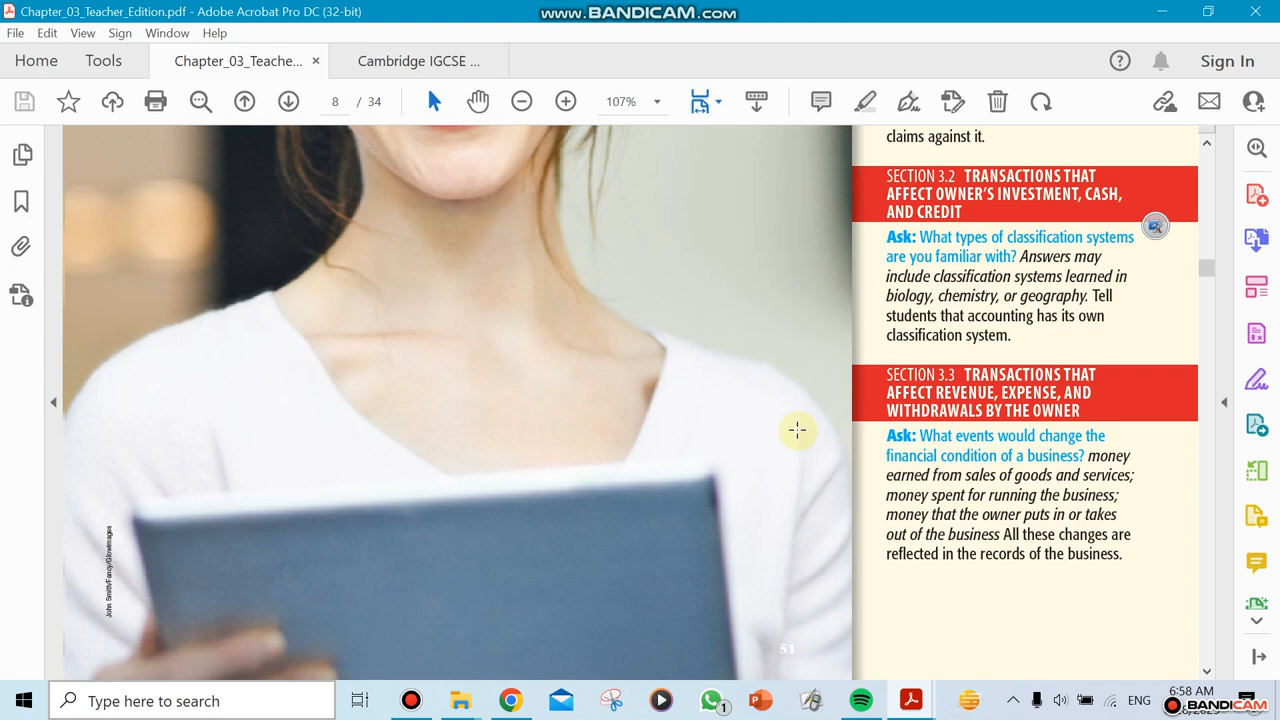 Chapter_03_Teacher_Edition.pdf - Adobe Acrobat Pro DC (32-bit)
www.BANDICAM.com
File Edit View Sign Window Help
Home Tools Chapter_03_Teache... × Cambridge IGCSE ... Sign In
8 / 34 107%
claims against it.
SECTION 3.2 TRANSACTIONS THAT
AFFECT OWNER'S INVESTMENT, CASH,
AND CREDIT
Ask: What types of classification systems
are you familiar with? Answers may
include classification systems learned in
biology, chemistry, or geography. Tell
students that accounting has its own
classification system.
SECTION 3.3 TRANSACTIONS THAT
AFFECT REVENUE, EXPENSE, AND
WITHDRAWALS BY THE OWNER
Ask: What events would change the
financial condition of a business? money
earned from sales of goods and services;
money spent for running the business;
money that the owner puts in or takes
out of the business All these changes are
reflected in the records of the business.
John Smith/Fancy/Glowimages
51
Type here to search
1
ENG
6:58 AM
BANDICAM